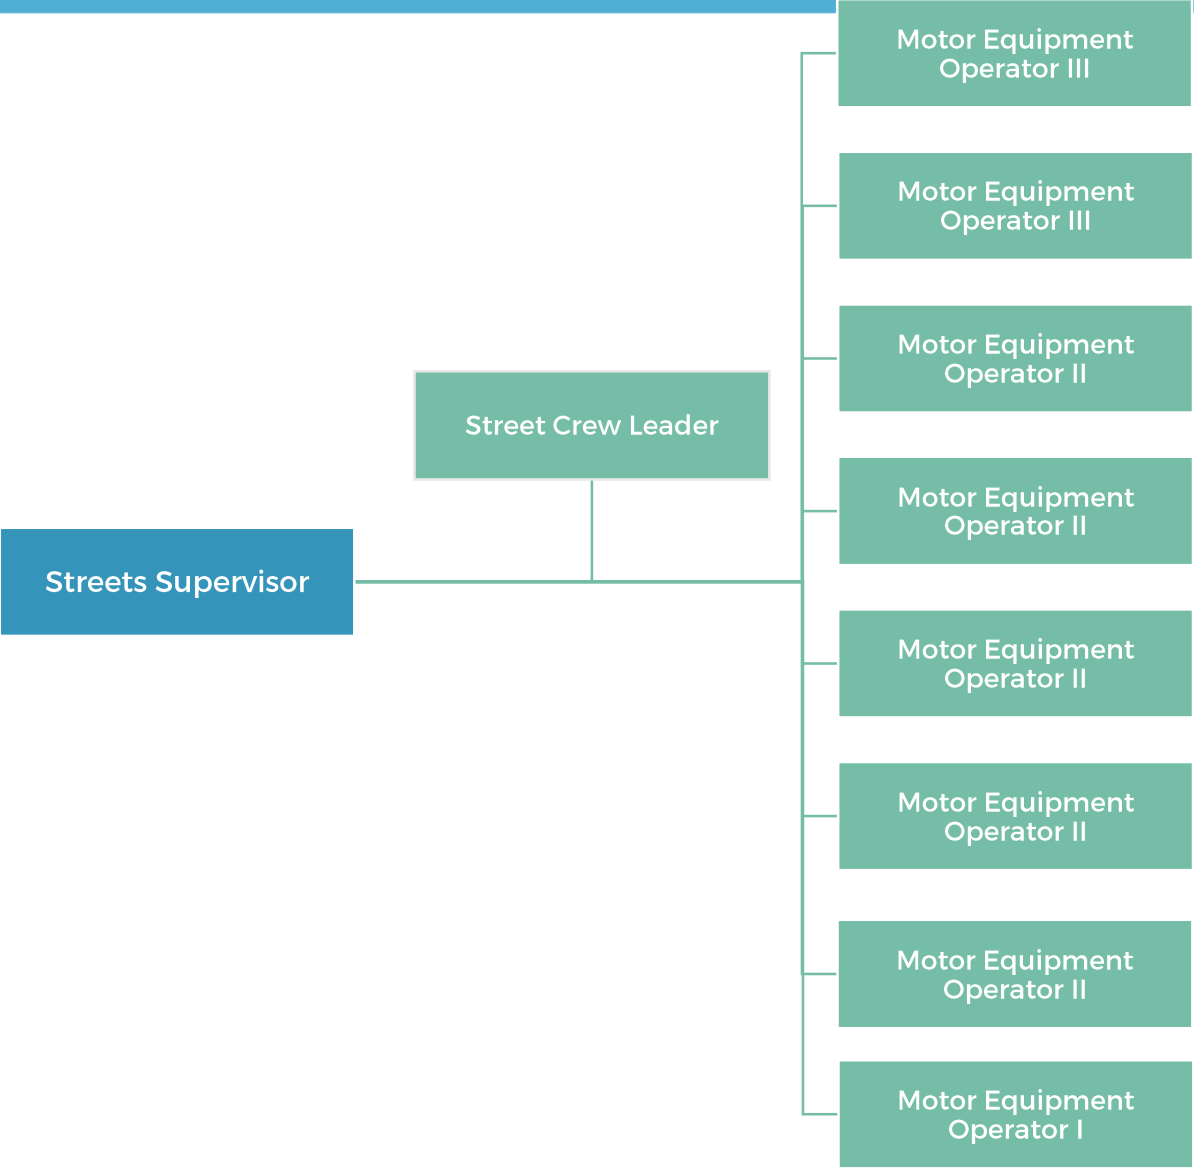 Motor Equipment
Operator III
Motor Equipment
Operator III
Motor Equipment
Operator II
Street Crew Leader
Motor Equipment
Operator II
Streets Supervisor
Motor Equipment
Operator II
Motor Equipment
Operator II
Motor Equipment
Operator II
Motor Equipment
Operator I